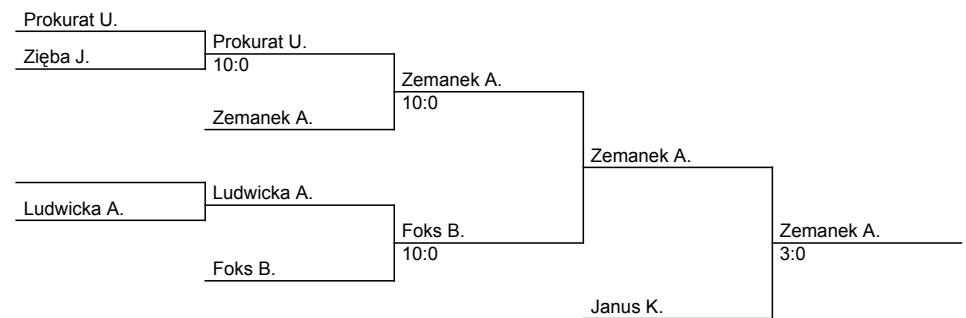 Prokurat U.
Zięba J.
Prokurat U.
10:0
Zemanek A.
Zemanek A.
10:0
Ludwicka A.
Ludwicka A.
Foks B.
Foks B.
10:0
Zemanek A.
Janus K.
Zemanek A.
3:0